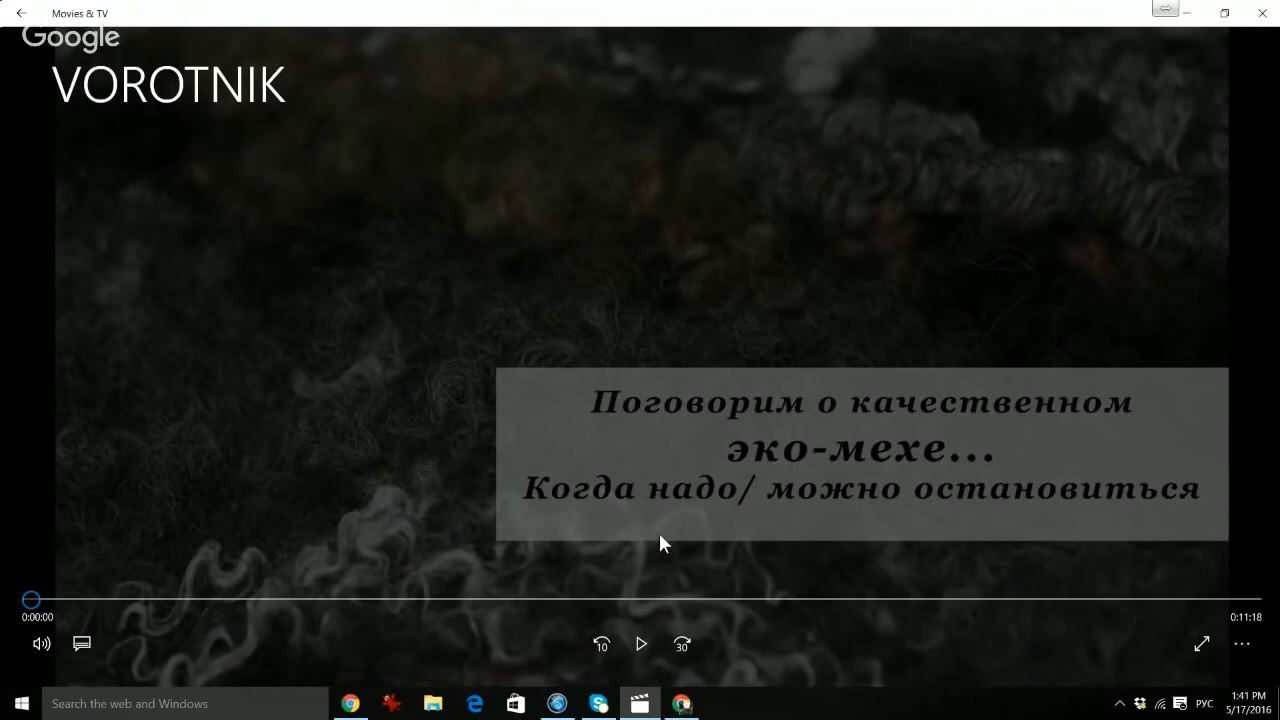 Movies & TV
Google
VOROTNIK
Поговорим о качественном
эко-мехе...
Когда надо/ можно остановиться
0:00:00
0:11:18
10
30
Search the web and Windows
РУС
1:41 PM
5/17/2016